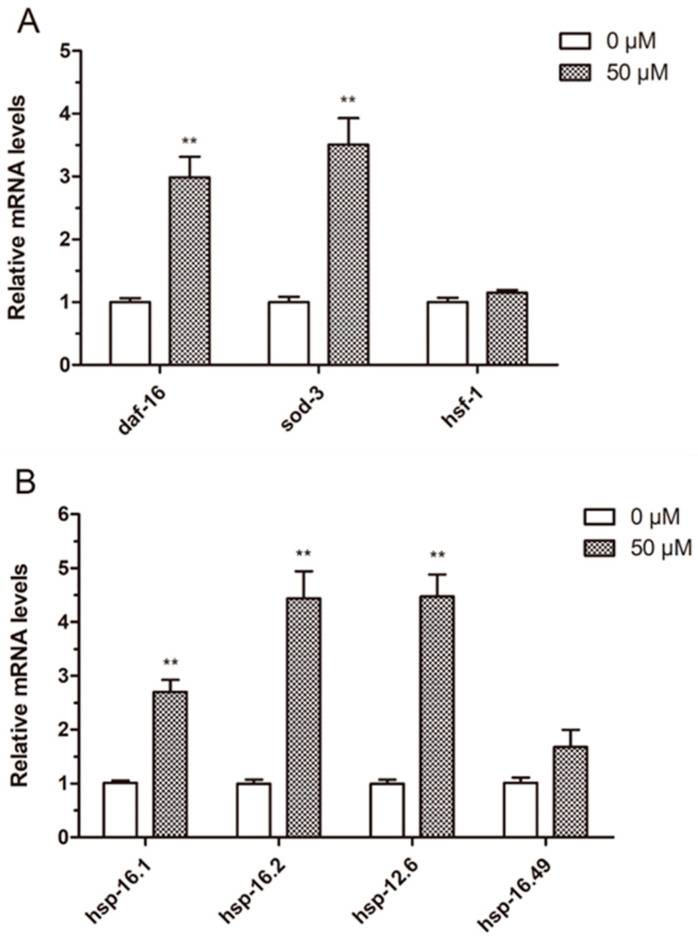 A
0 µM
50 µM
Relative mRNA levels
5
4
3
2
1
0
**
**
daf-16
sod-3
hsf-1
B
0 µM
50 µM
Relative mRNA levels
6
5
4
3
2
1
0
**
**
**
hsp-16.1
hsp-16.2
hsp-12.6
hsp-16.49